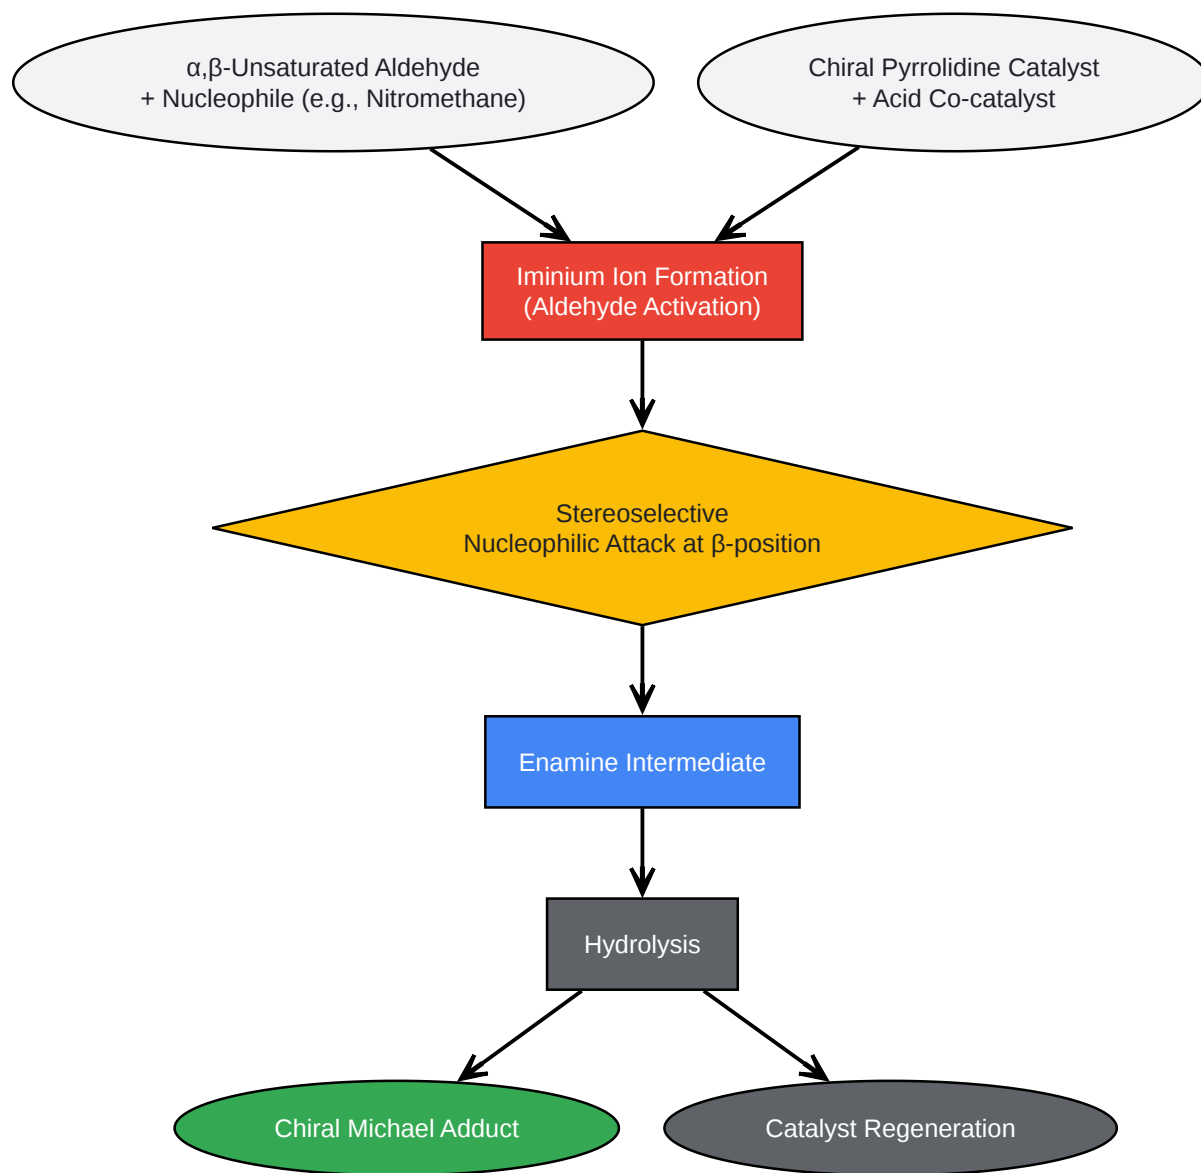 α,β-Unsaturated Aldehyde
+ Nucleophile (e.g., Nitromethane)
Chiral Pyrrolidine Catalyst
+ Acid Co-catalyst
Iminium Ion Formation
(Aldehyde Activation)
Stereoselective
Nucleophilic Attack at β-position
Enamine Intermediate
Hydrolysis
Chiral Michael Adduct
Catalyst Regeneration